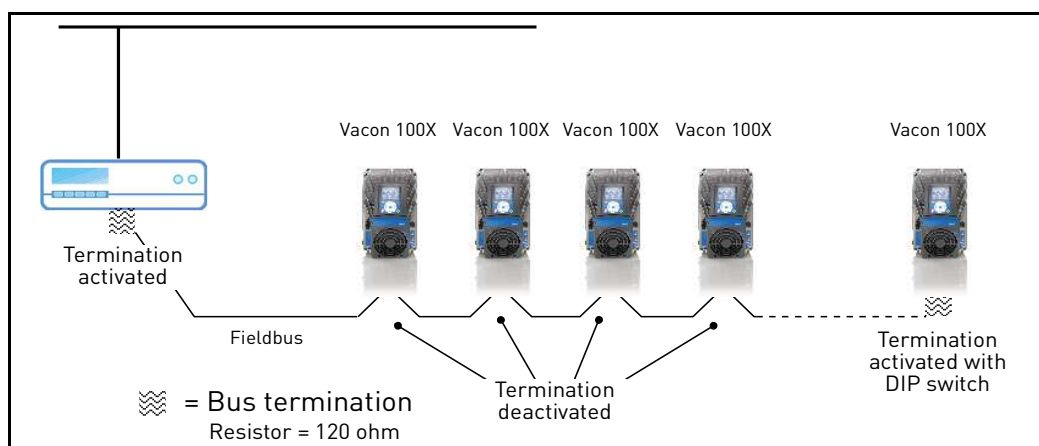 Vacon 100X Vacon 100X Vacon 100X Vacon 100X Vacon 100X
Termination
activated
Fieldbus
Termination
deactivated
Termination
activated with
DIP switch
= Bus termination
Resistor = 120 ohm